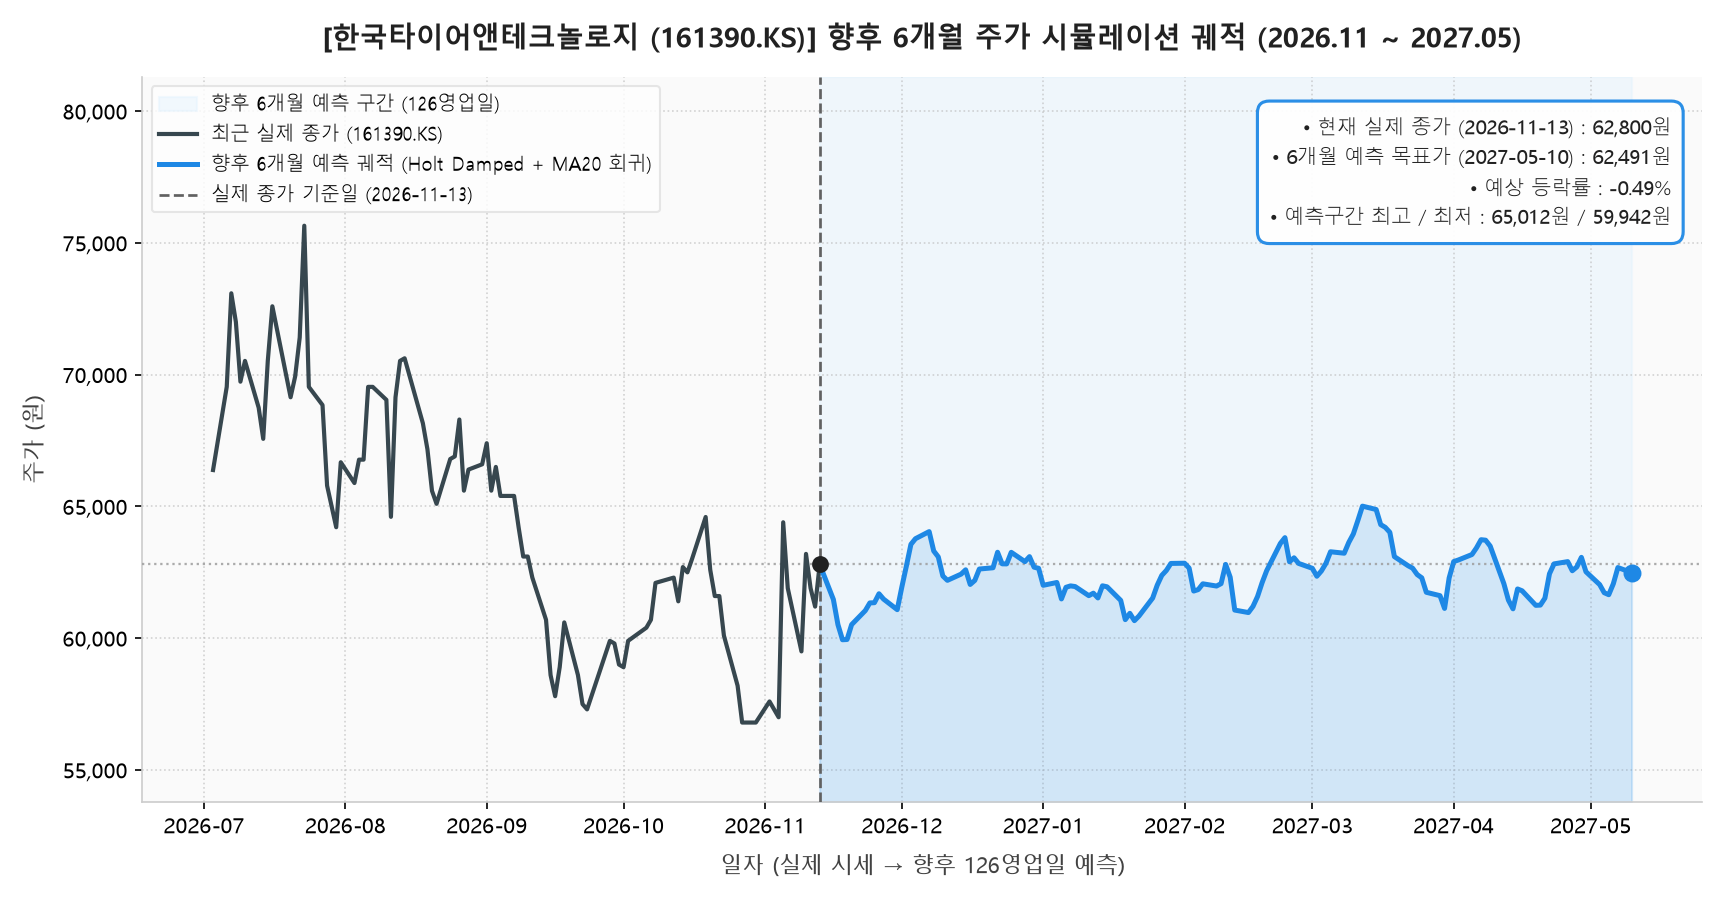 [한국타이어앤테크놀로지 (161390.KS)] 향후 6개월 주가 시뮬레이션 궤적 (2026.11 ~ 2027.05)
향후 6개월 예측 구간 (126영업일)
최근 실제 종가 (161390.KS)
향후 6개월 예측 궤적 (Holt Damped + MA20 회귀)
실제 종가 기준일 (2026-11-13)
• 현재 실제 종가 (2026-11-13) : 62,800원
• 6개월 예측 목표가 (2027-05-10) : 62,491원
• 예상 등락률 : -0.49%
• 예측구간 최고 / 최저 : 65,012원 / 59,942원
주가 (원)
80,000
75,000
70,000
65,000
60,000
55,000
2026-07 2026-08 2026-09 2026-10 2026-11 2026-12 2027-01 2027-02 2027-03 2027-04 2027-05
일자 (실제 시세 → 향후 126영업일 예측)